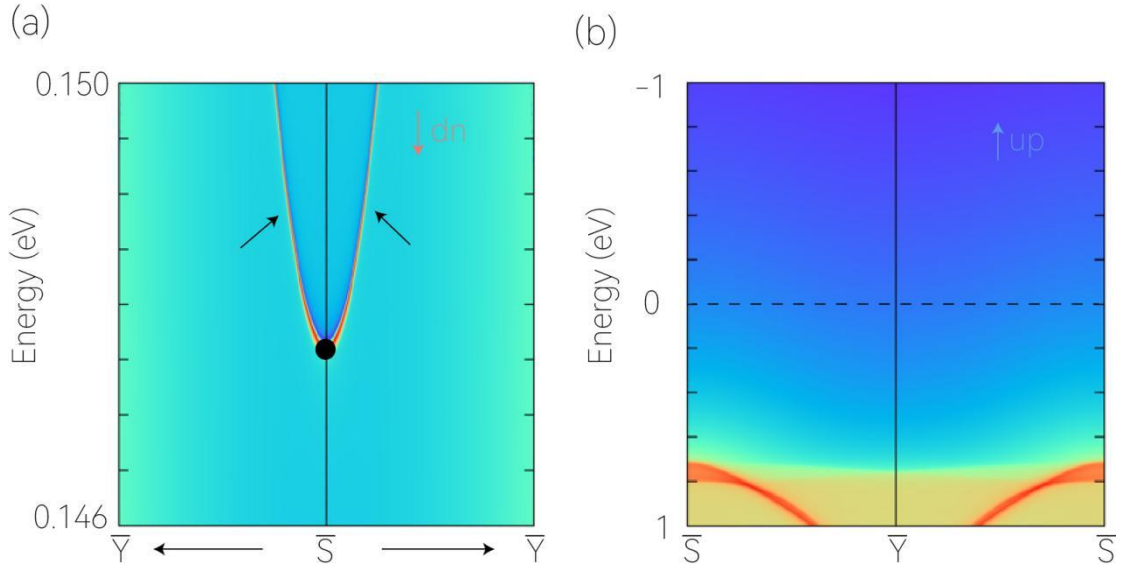 (a)
(b)
0.150
0.146
Energy (eV)
↓ dn
Y̅
S̅
Y̅
-1
0
1
Energy (eV)
↑ up
S̅
Y̅
S̅